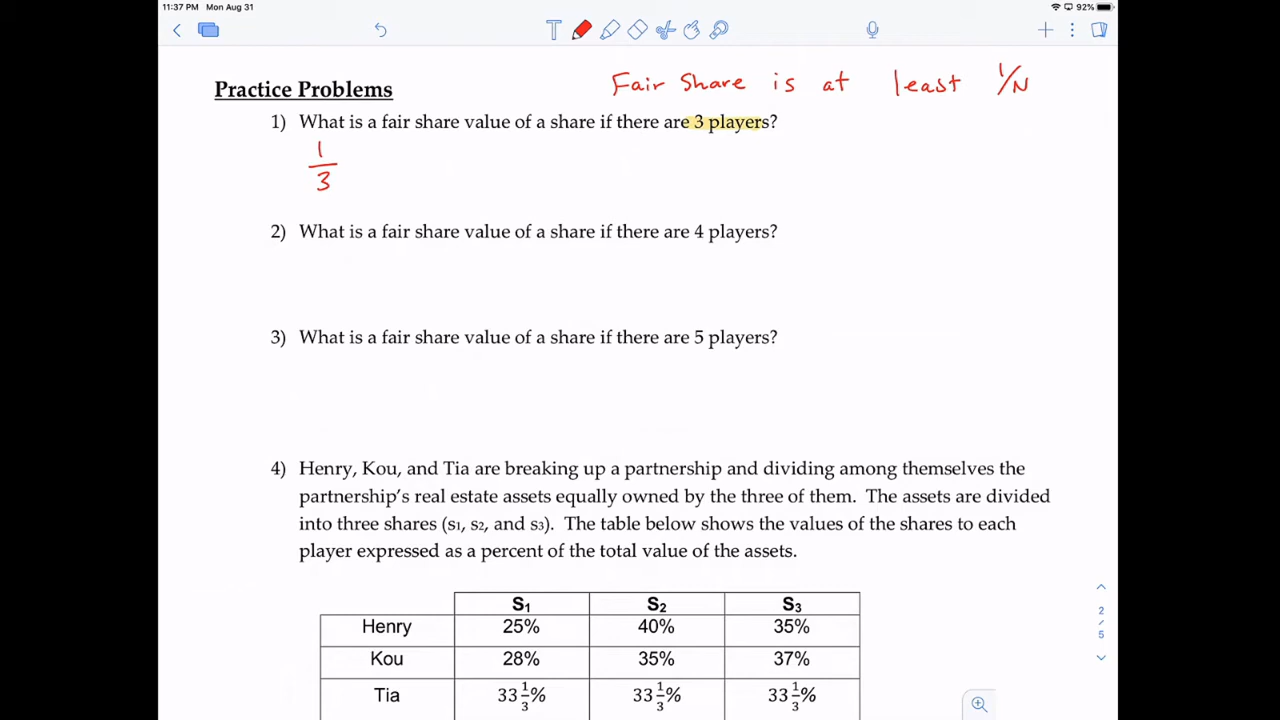 11:37 PM Mon Aug 31
92%
Practice Problems
Fair Share is at least 1/N
1) What is a fair share value of a share if there are 3 players?
1
3
2) What is a fair share value of a share if there are 4 players?
3) What is a fair share value of a share if there are 5 players?
4) Henry, Kou, and Tia are breaking up a partnership and dividing among themselves the
partnership's real estate assets equally owned by the three of them. The assets are divided
into three shares (s1, s2, and s3). The table below shows the values of the shares to each
player expressed as a percent of the total value of the assets.
S1 S2 S3
Henry 25% 40% 35%
Kou 28% 35% 37%
Tia 33 1/3% 33 1/3% 33 1/3%
2
/
5